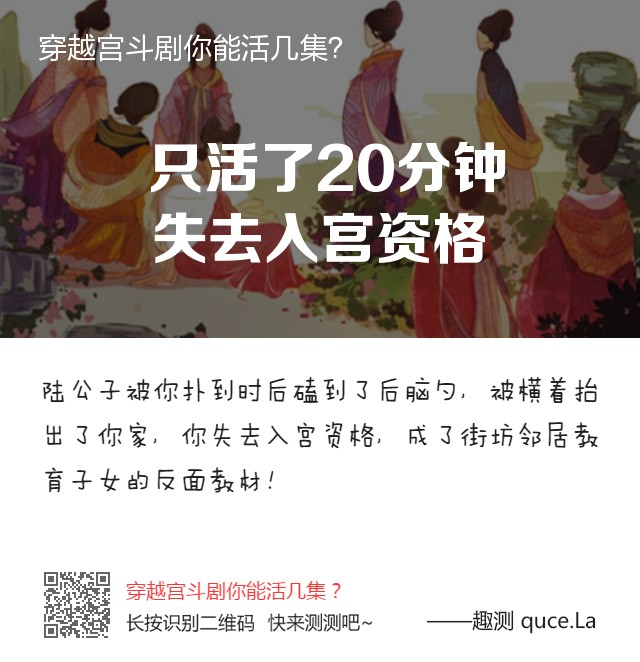 穿越宫斗剧你能活几集?
只活了20分钟
失去入宫资格
陆公子被你扑到时后磕到了后脑勺,被横着抬
出了你家,你失去入宫资格,成了街坊邻居教
育子女的反面教材!
穿越宫斗剧你能活几集?
长按识别二维码 快来测测吧~
——趣测 quce.La